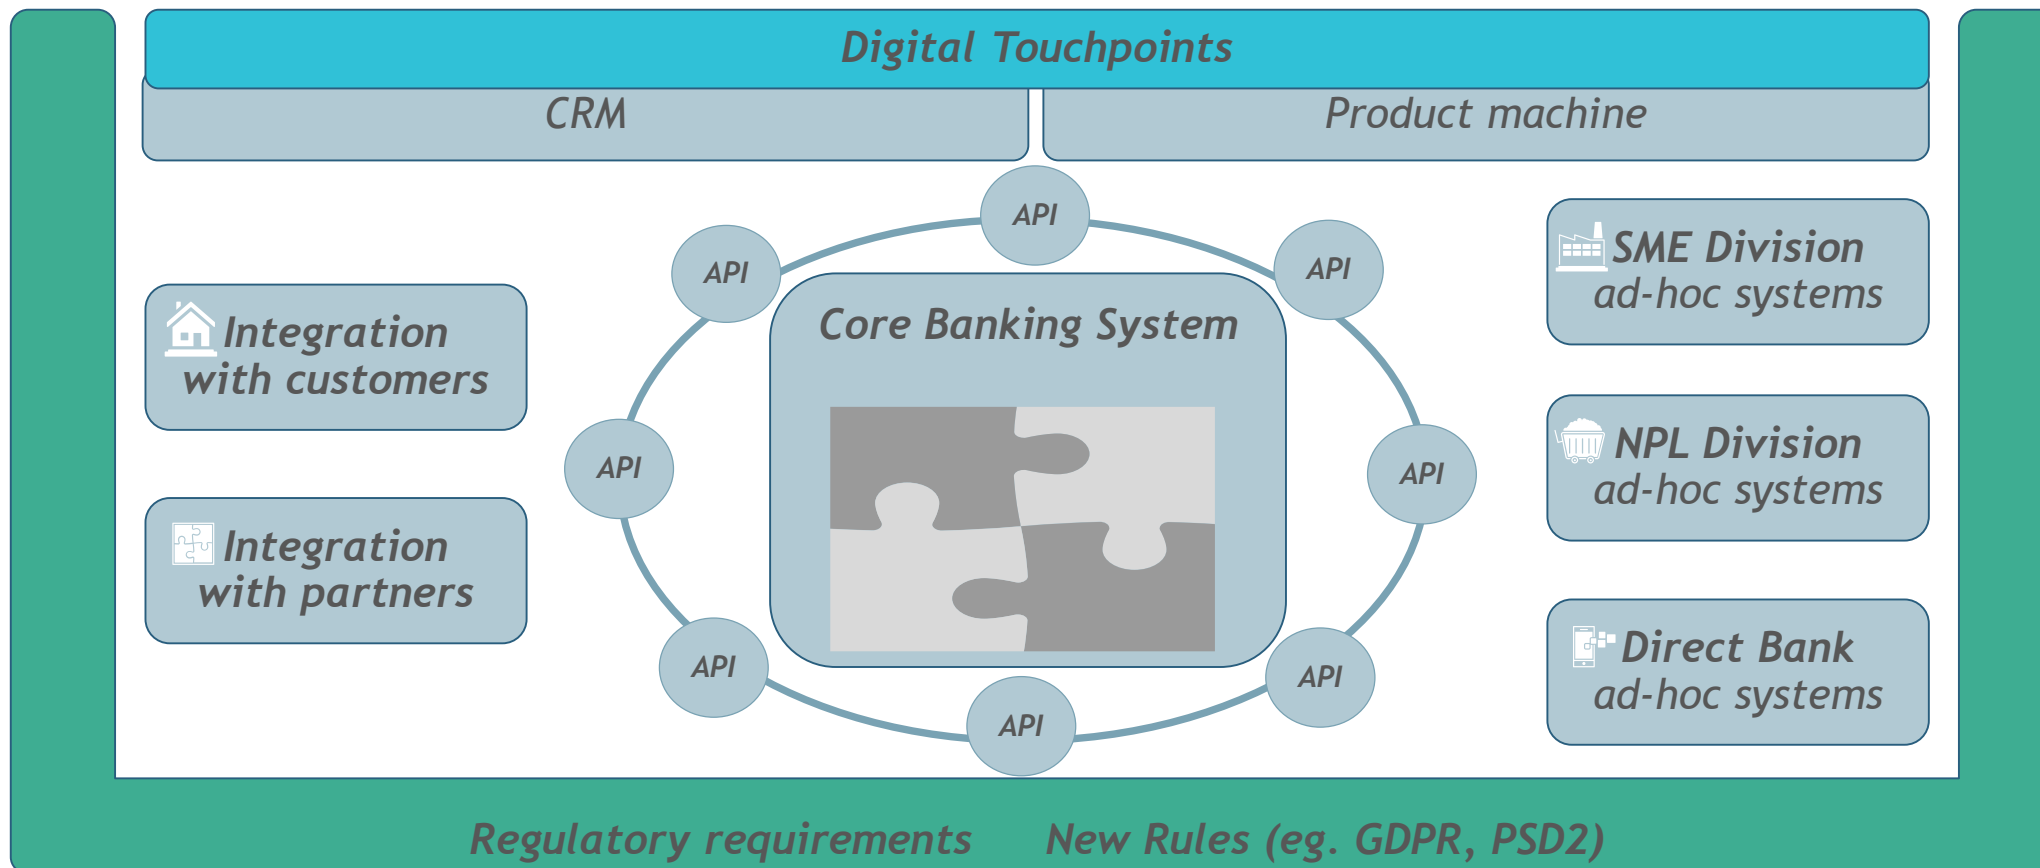 Digital Touchpoints
CRM
Product machine
API
API
API
API
API
API
API
API
Core Banking System
Integration
with customers
Integration
with partners
SME Division
ad-hoc systems
NPL Division
ad-hoc systems
Direct Bank
ad-hoc systems
Regulatory requirements
New Rules (eg. GDPR, PSD2)